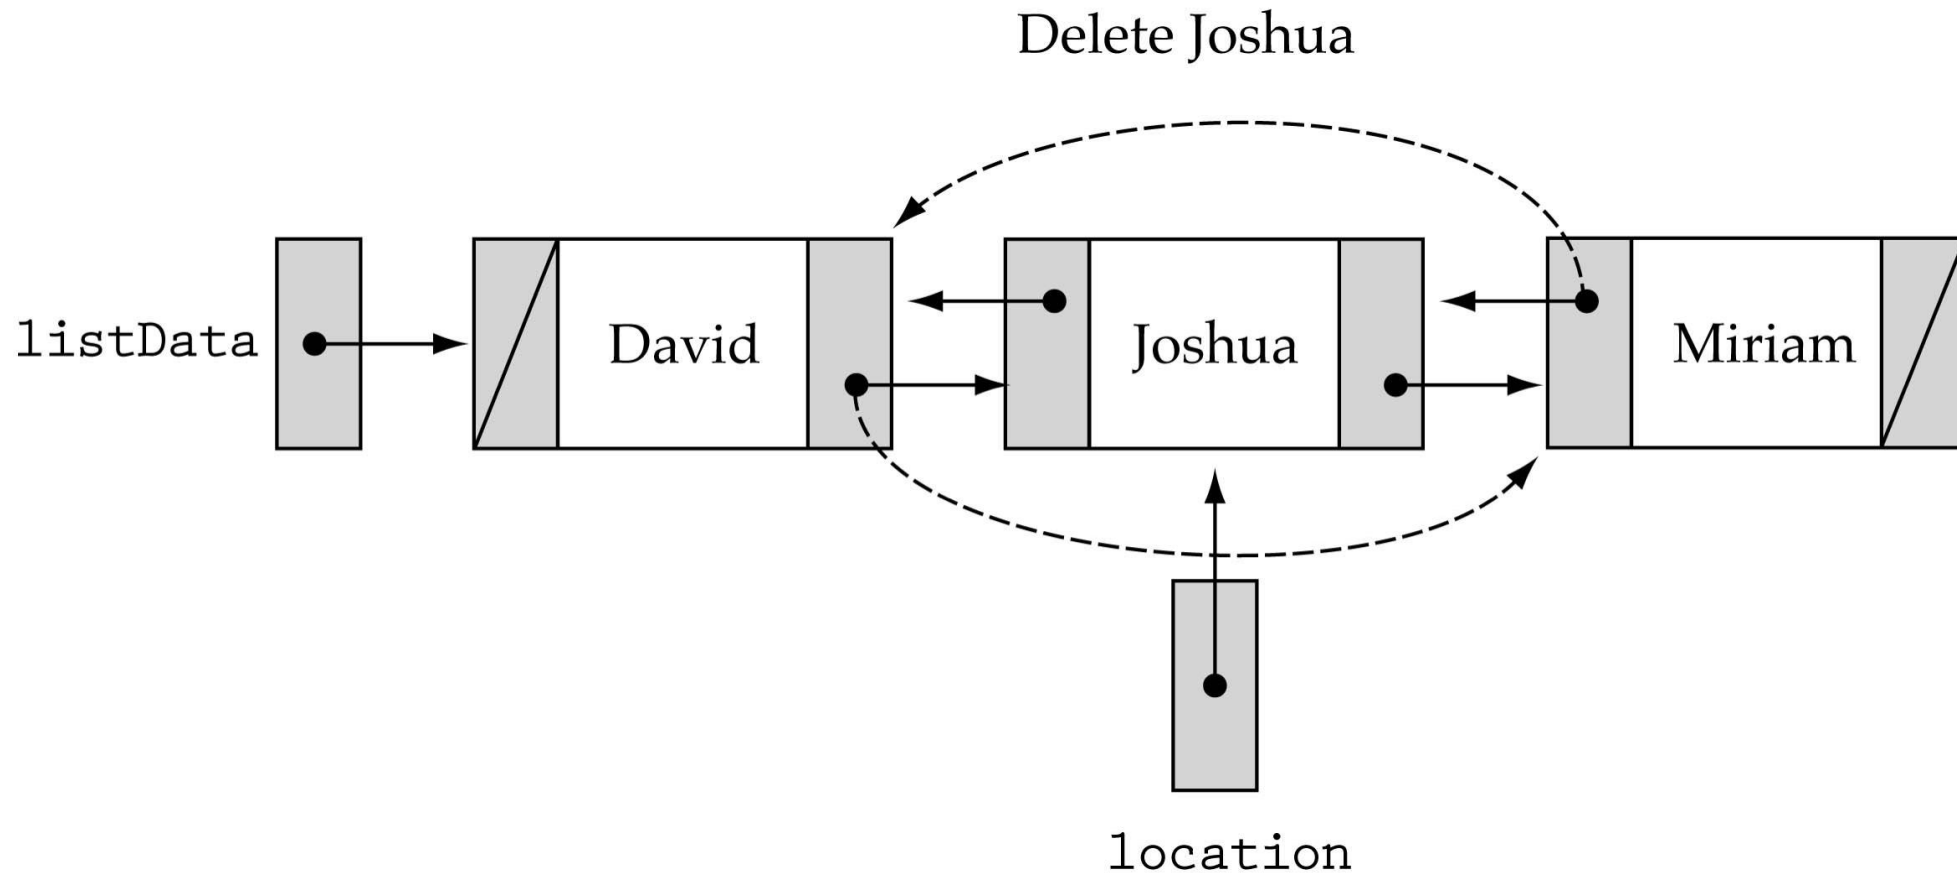 Delete Joshua
listData
David
Joshua
Miriam
location